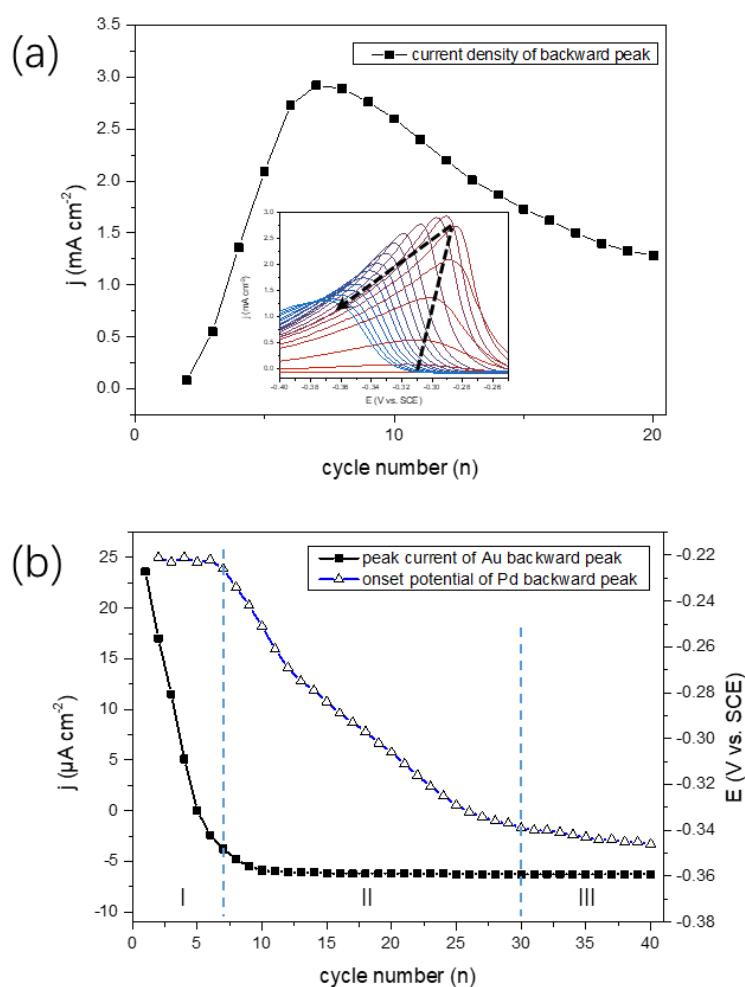 (a)
current density of backward peak
3.5
3.0
2.5
2.0
1.5
1.0
0.5
0.0
j (mA cm⁻²)
0 10 20
cycle number (n)
3.0
2.5
2.0
1.5
1.0
0.5
0.0
j (mA cm⁻²)
-0.40 -0.38 -0.36 -0.34 -0.32 -0.30 -0.28 -0.26
E (V vs. SCE)
(b)
peak current of Au backward peak
onset potential of Pd backward peak
25
20
15
10
5
0
-5
-10
j (µA cm⁻²)
-0.22
-0.24
-0.26
-0.28
-0.30
-0.32
-0.34
-0.36
-0.38
E (V vs. SCE)
I II III
0 5 10 15 20 25 30 35 40
cycle number (n)